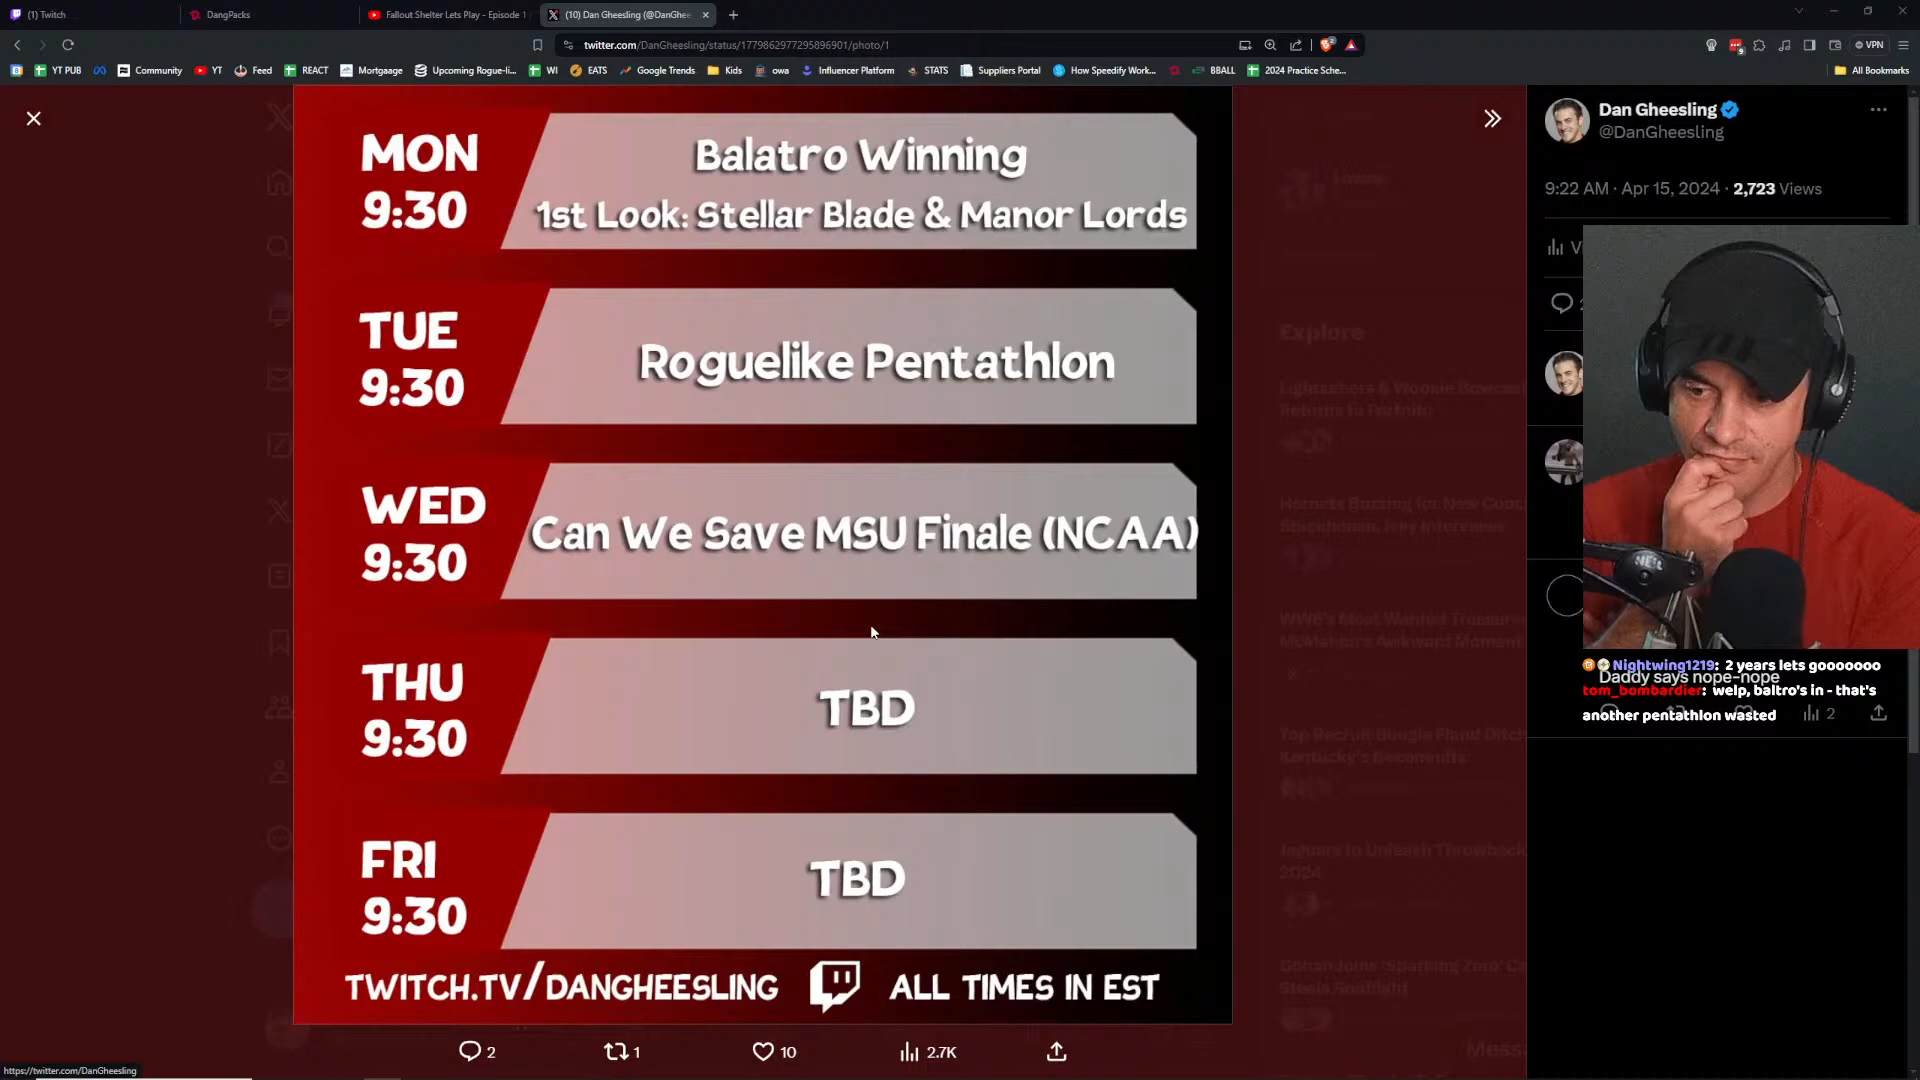 (1) Twitch
DangPacks
Fallout Shelter Lets Play - Episode 1
(10) Dan Gheesling (@DanGhee
twitter.com/DanGheesling/status/1779862977295896901/photo/1
VPN
YT PUB
Community
YT
Feed
REACT
Mortgaage
Upcoming Rogue-li...
WI
EATS
Google Trends
Kids
owa
Influencer Platform
STATS
Suppliers Portal
How Speedify Work...
BBALL
2024 Practice Sche...
All Bookmarks
MON
9:30
Balatro Winning
1st Look: Stellar Blade & Manor Lords
TUE
9:30
Roguelike Pentathlon
WED
9:30
Can We Save MSU Finale (NCAA)
THU
9:30
TBD
FRI
9:30
TBD
TWITCH.TV/DANGHEESLING
ALL TIMES IN EST
2
1
10
2.7K
https://twitter.com/DanGheesling
Explore
Dan Gheesling
@DanGheesling
9:22 AM · Apr 15, 2024 · 2,723 Views
NEIL
Nightwing1219: 2 years lets gooooooo
Daddy says nope-nope
tom_bombardier: welp, baltro's in - that's
another pentathlon wasted
2